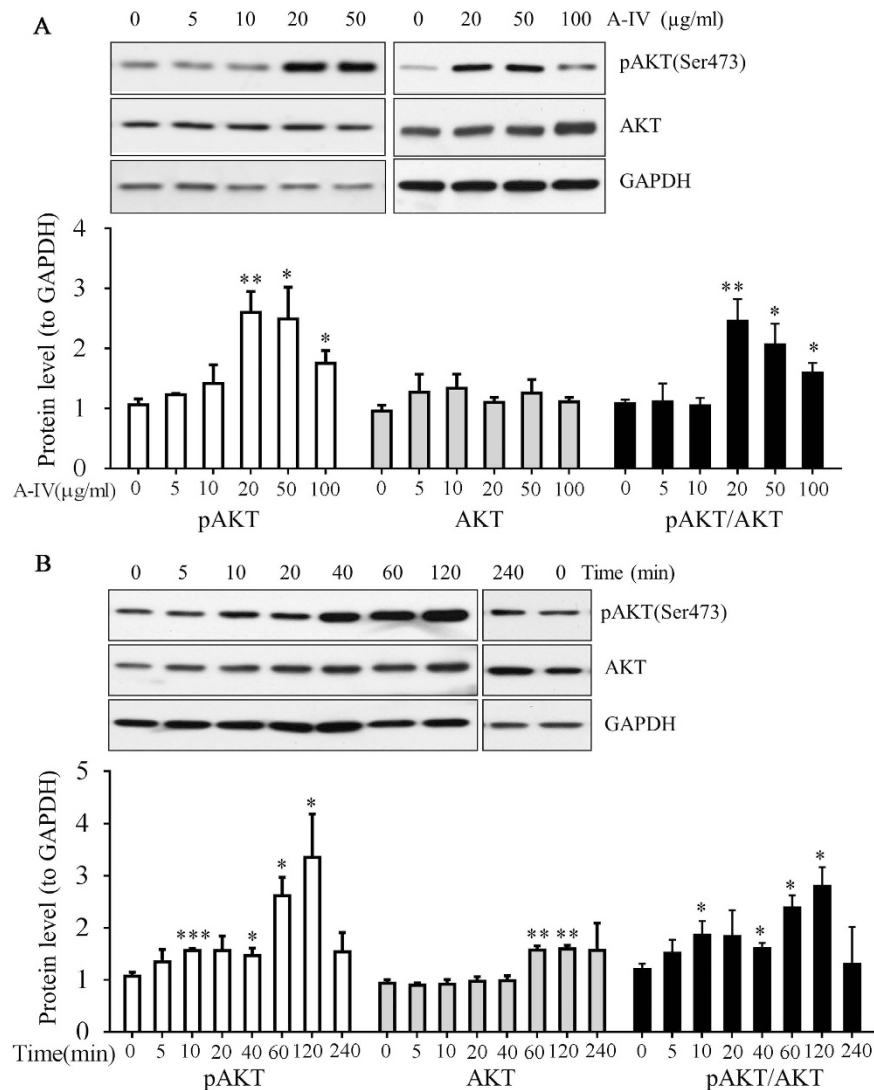 A
0 5 10 20 50 0 20 50 100 A-IV (µg/ml)
pAKT(Ser473)
AKT
GAPDH
Protein level (to GAPDH)
4
3
2
1
0
** * *
** * *
A-IV(µg/ml) 0 5 10 20 50 100 0 5 10 20 50 100 0 5 10 20 50 100
pAKT AKT pAKT/AKT
B
0 5 10 20 40 60 120 240 0 Time (min)
pAKT(Ser473)
AKT
GAPDH
Protein level (to GAPDH)
5
4
3
2
1
0
*** * * *
** **
* * * *
Time(min) 0 5 10 20 40 60 120 240 0 5 10 20 40 60 120 240 0 5 10 20 40 60 120 240
pAKT AKT pAKT/AKT